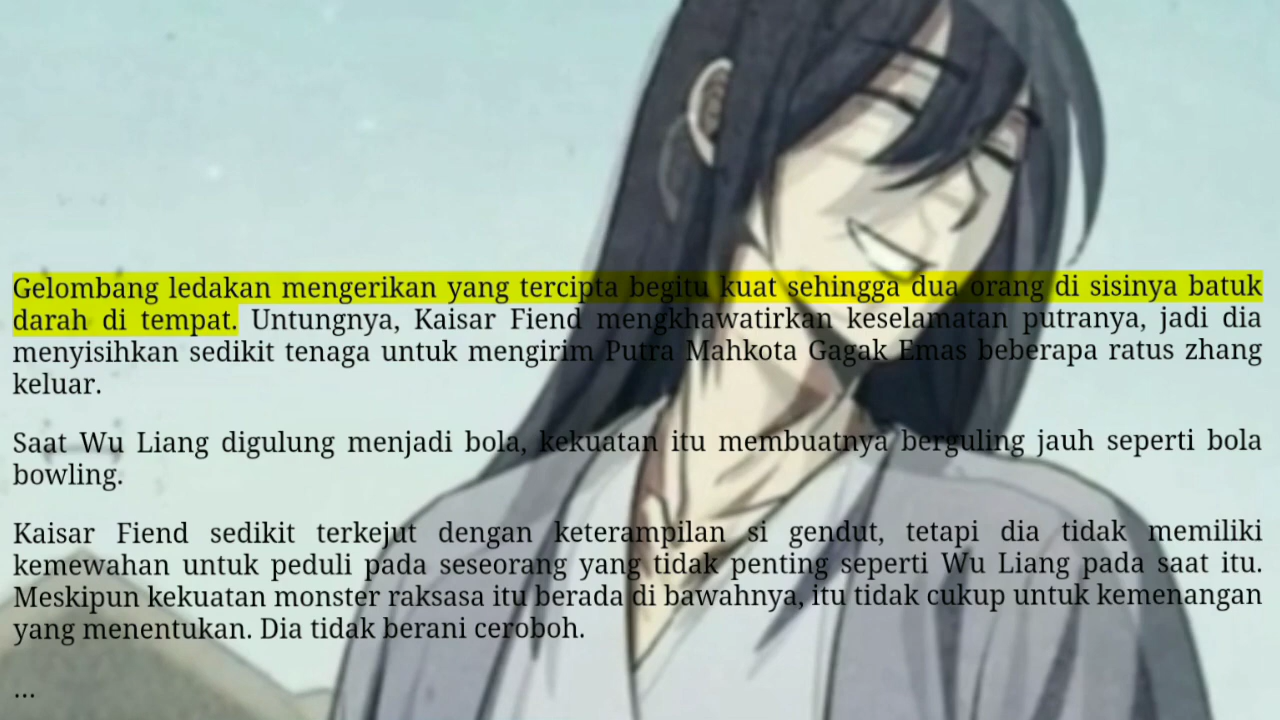 Gelombang ledakan mengerikan yang tercipta begitu kuat sehingga dua orang di sisinya batuk
darah di tempat. Untungnya, Kaisar Fiend mengkhawatirkan keselamatan putranya, jadi dia
menyisihkan sedikit tenaga untuk mengirim Putra Mahkota Gagak Emas beberapa ratus zhang
keluar.
Saat Wu Liang digulung menjadi bola, kekuatan itu membuatnya berguling jauh seperti bola
bowling.
Kaisar Fiend sedikit terkejut dengan keterampilan si gendut, tetapi dia tidak memiliki
kemewahan untuk peduli pada seseorang yang tidak penting seperti Wu Liang pada saat itu.
Meskipun kekuatan monster raksasa itu berada di bawahnya, itu tidak cukup untuk kemenangan
yang menentukan. Dia tidak berani ceroboh.
...